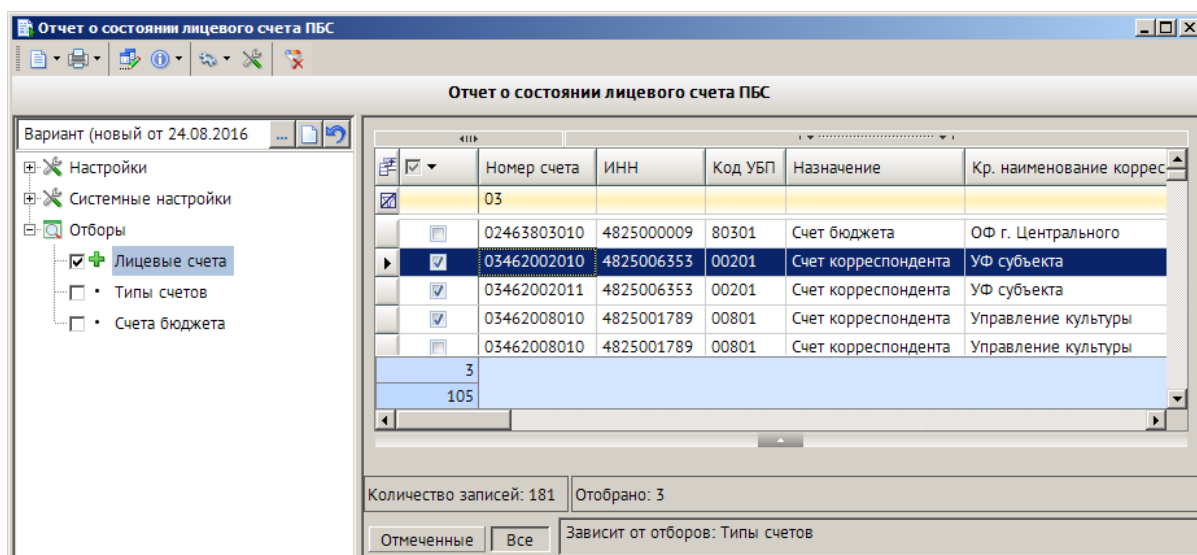 Отчет о состоянии лицевого счета ПБС
Отчет о состоянии лицевого счета ПБС
Вариант (новый от 24.08.2016 ...
Настройки
Системные настройки
Отборы
Лицевые счета
Типы счетов
Счета бюджета
Номер счета ИНН Код УБП Назначение Кр. наименование коррес
03
02463803010 4825000009 80301 Счет бюджета ОФ г. Центрального
03462002010 4825006353 00201 Счет корреспондента УФ субъекта
03462002011 4825006353 00201 Счет корреспондента УФ субъекта
03462008010 4825001789 00801 Счет корреспондента Управление культуры
03462008010 4825001789 00801 Счет корреспондента Управление культуры
3
105
Количество записей: 181 Отобрано: 3
Отмеченные Все Зависит от отборов: Типы счетов